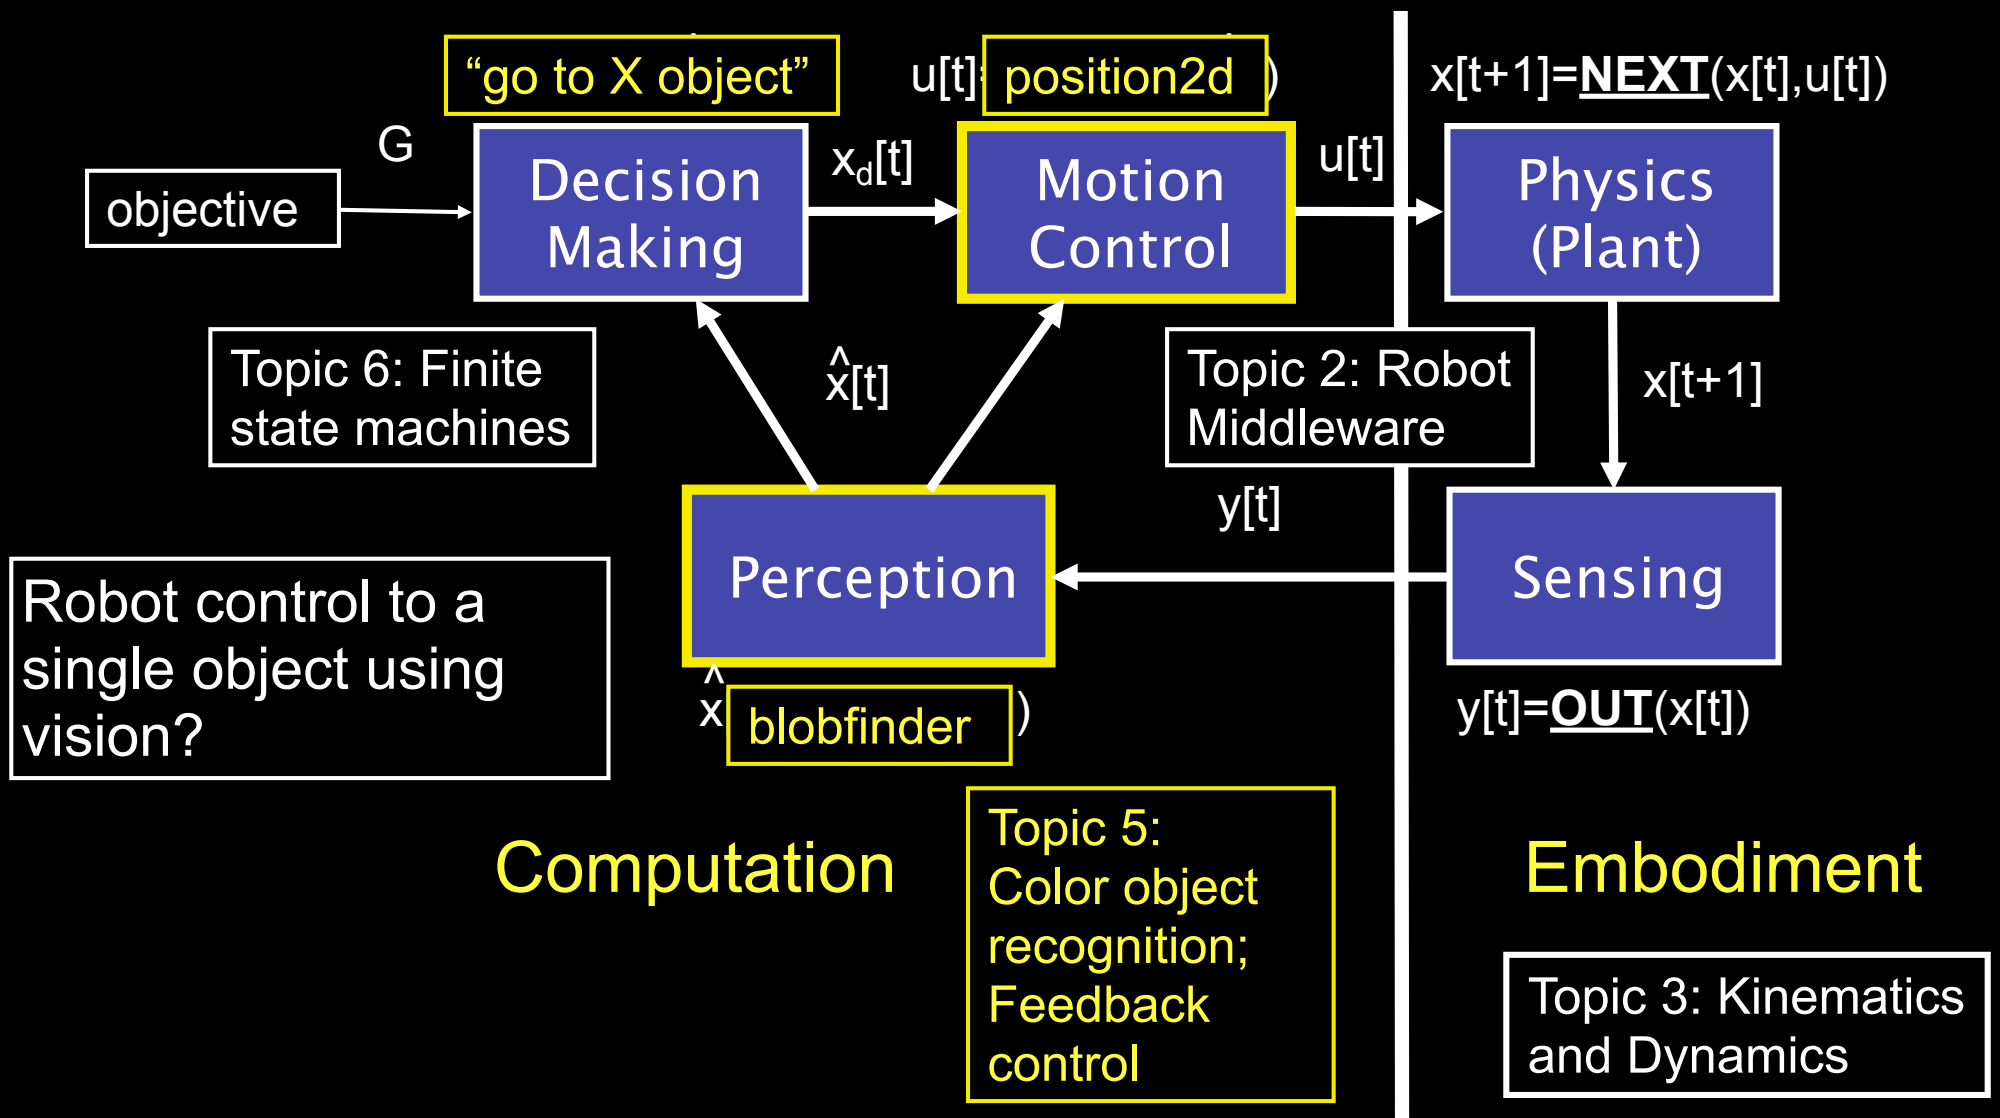 “go to X object”
u[t]=
position2d
)
x[t+1]=NEXT(x[t],u[t])
G
objective
Decision
Making
xd[t]
Motion
Control
u[t]
Physics
(Plant)
Topic 6: Finite
state machines
x̂[t]
Topic 2: Robot
Middleware
x[t+1]
y[t]
Perception
Sensing
Robot control to a
single object using
vision?
x̂
blobfinder
)
y[t]=OUT(x[t])
Computation
Topic 5:
Color object
recognition;
Feedback
control
Embodiment
Topic 3: Kinematics
and Dynamics